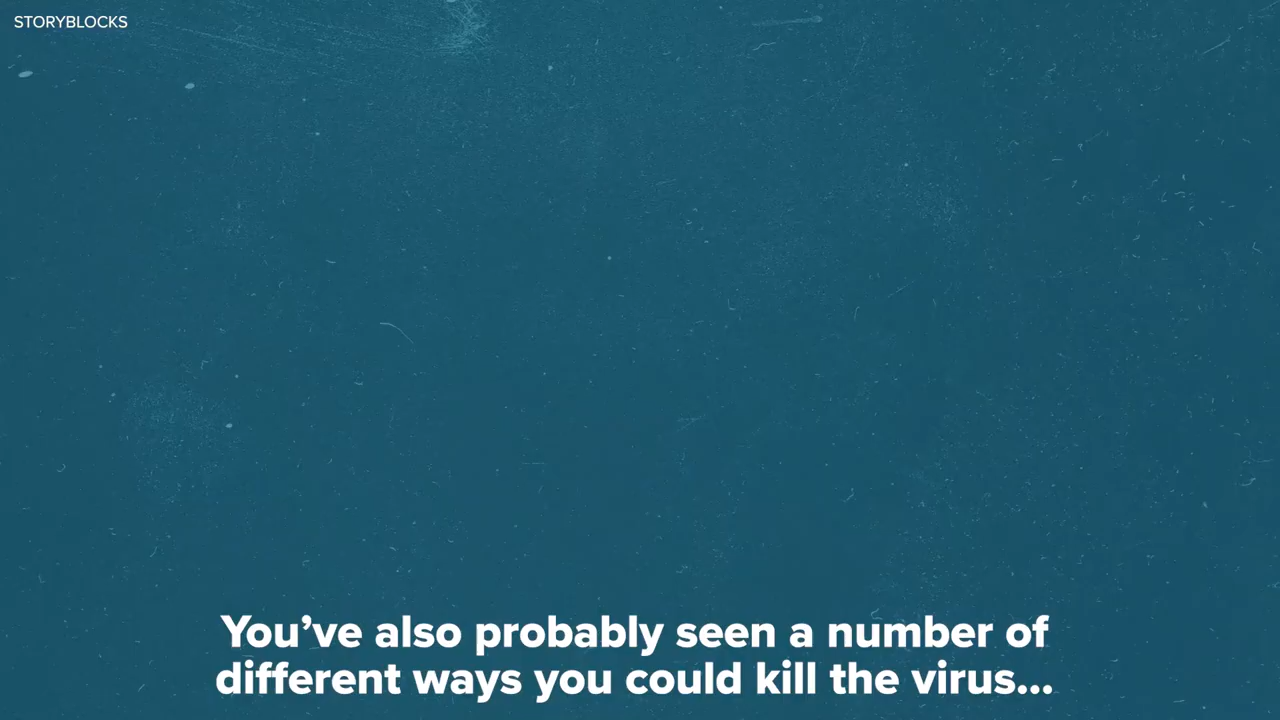 STORYBLOCKS
You’ve also probably seen a number of
different ways you could kill the virus...